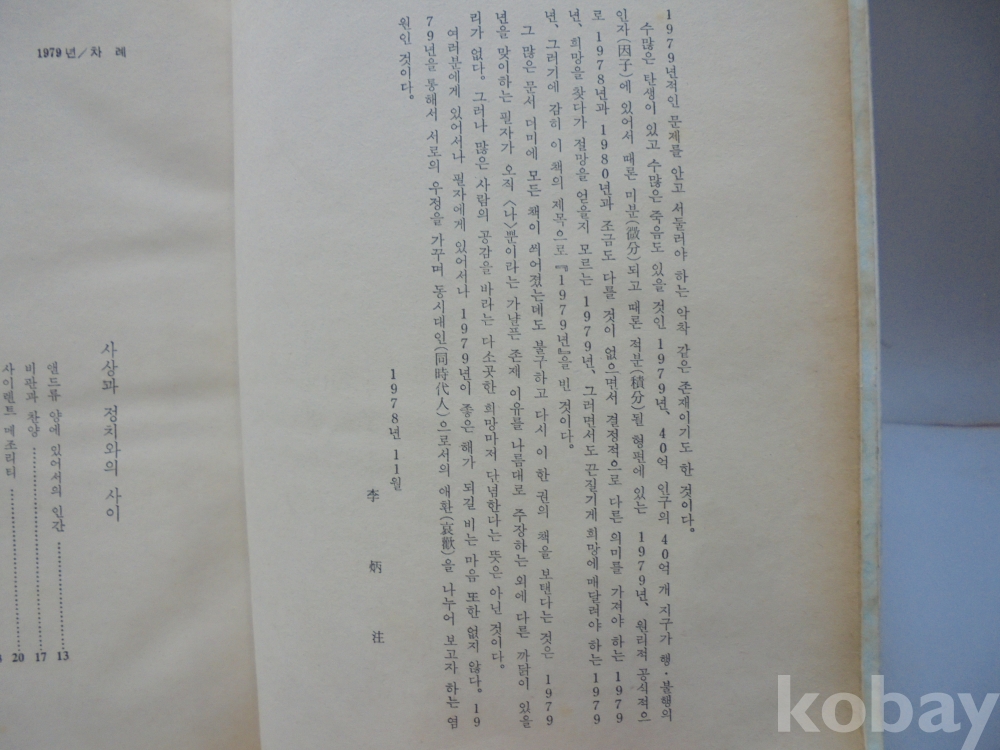 1979년적인 문제를 안고 서둘러야 하는 악착 같은 존재이기도 한 것이다.
수많은 탄생이 있고 수많은 죽음도 있을 것인 1979년, 40억 인구의 40억 개 지구가 행·불행의
인자(因子)에 있어서 때론 미분(微分)되고 때론 적분(積分)될 형편에 있는 1979년, 원리적 공식적으
로 1978년과 1980년과 조금도 다를 것이 없으면서 결정적으로 다른 의미를 가져야 하는 1979
년, 희망을 찾다가 절망을 얻을지 모르는 1979년, 그러면서도 끈질기게 희망에 매달려야 하는 1979
년, 그러기에 감히 이 책의 제목으로 『1979년』을 빈 것이다.
그 많은 문서 더미에 모든 책이 씌어졌는데도 불구하고 다시 이 한 권의 책을 보탠다는 것은 1979
년을 맞이하는 필자가 오직 〈나〉뿐이라는 가냘픈 존재 이유를 나름대로 주장하는 외에 다른 까닭이 있을
리가 없다. 그러나 많은 사람의 공감을 바라는 다소곳한 희망마저 단념한다는 뜻은 아닌 것이다.
여러분에게 있어서나 필자에게 있어서나 1979년이 좋은 해가 되길 비는 마음 또한 없지 않다. 19
79년을 통해서 서로의 우정을 가꾸며 동시대인(同時代人)으로서의 애환(哀歡)을 나누어 보고자 하는 염
원인 것이다.
1978년 11월
李 炳 注
1979년/차 례
사상과 정치와의 사이
앨드룸 양에 있어서의 인간 ………… 13
비판과 찬양 ………… 17
사이렌트 메조리티 ………… 20
kobay